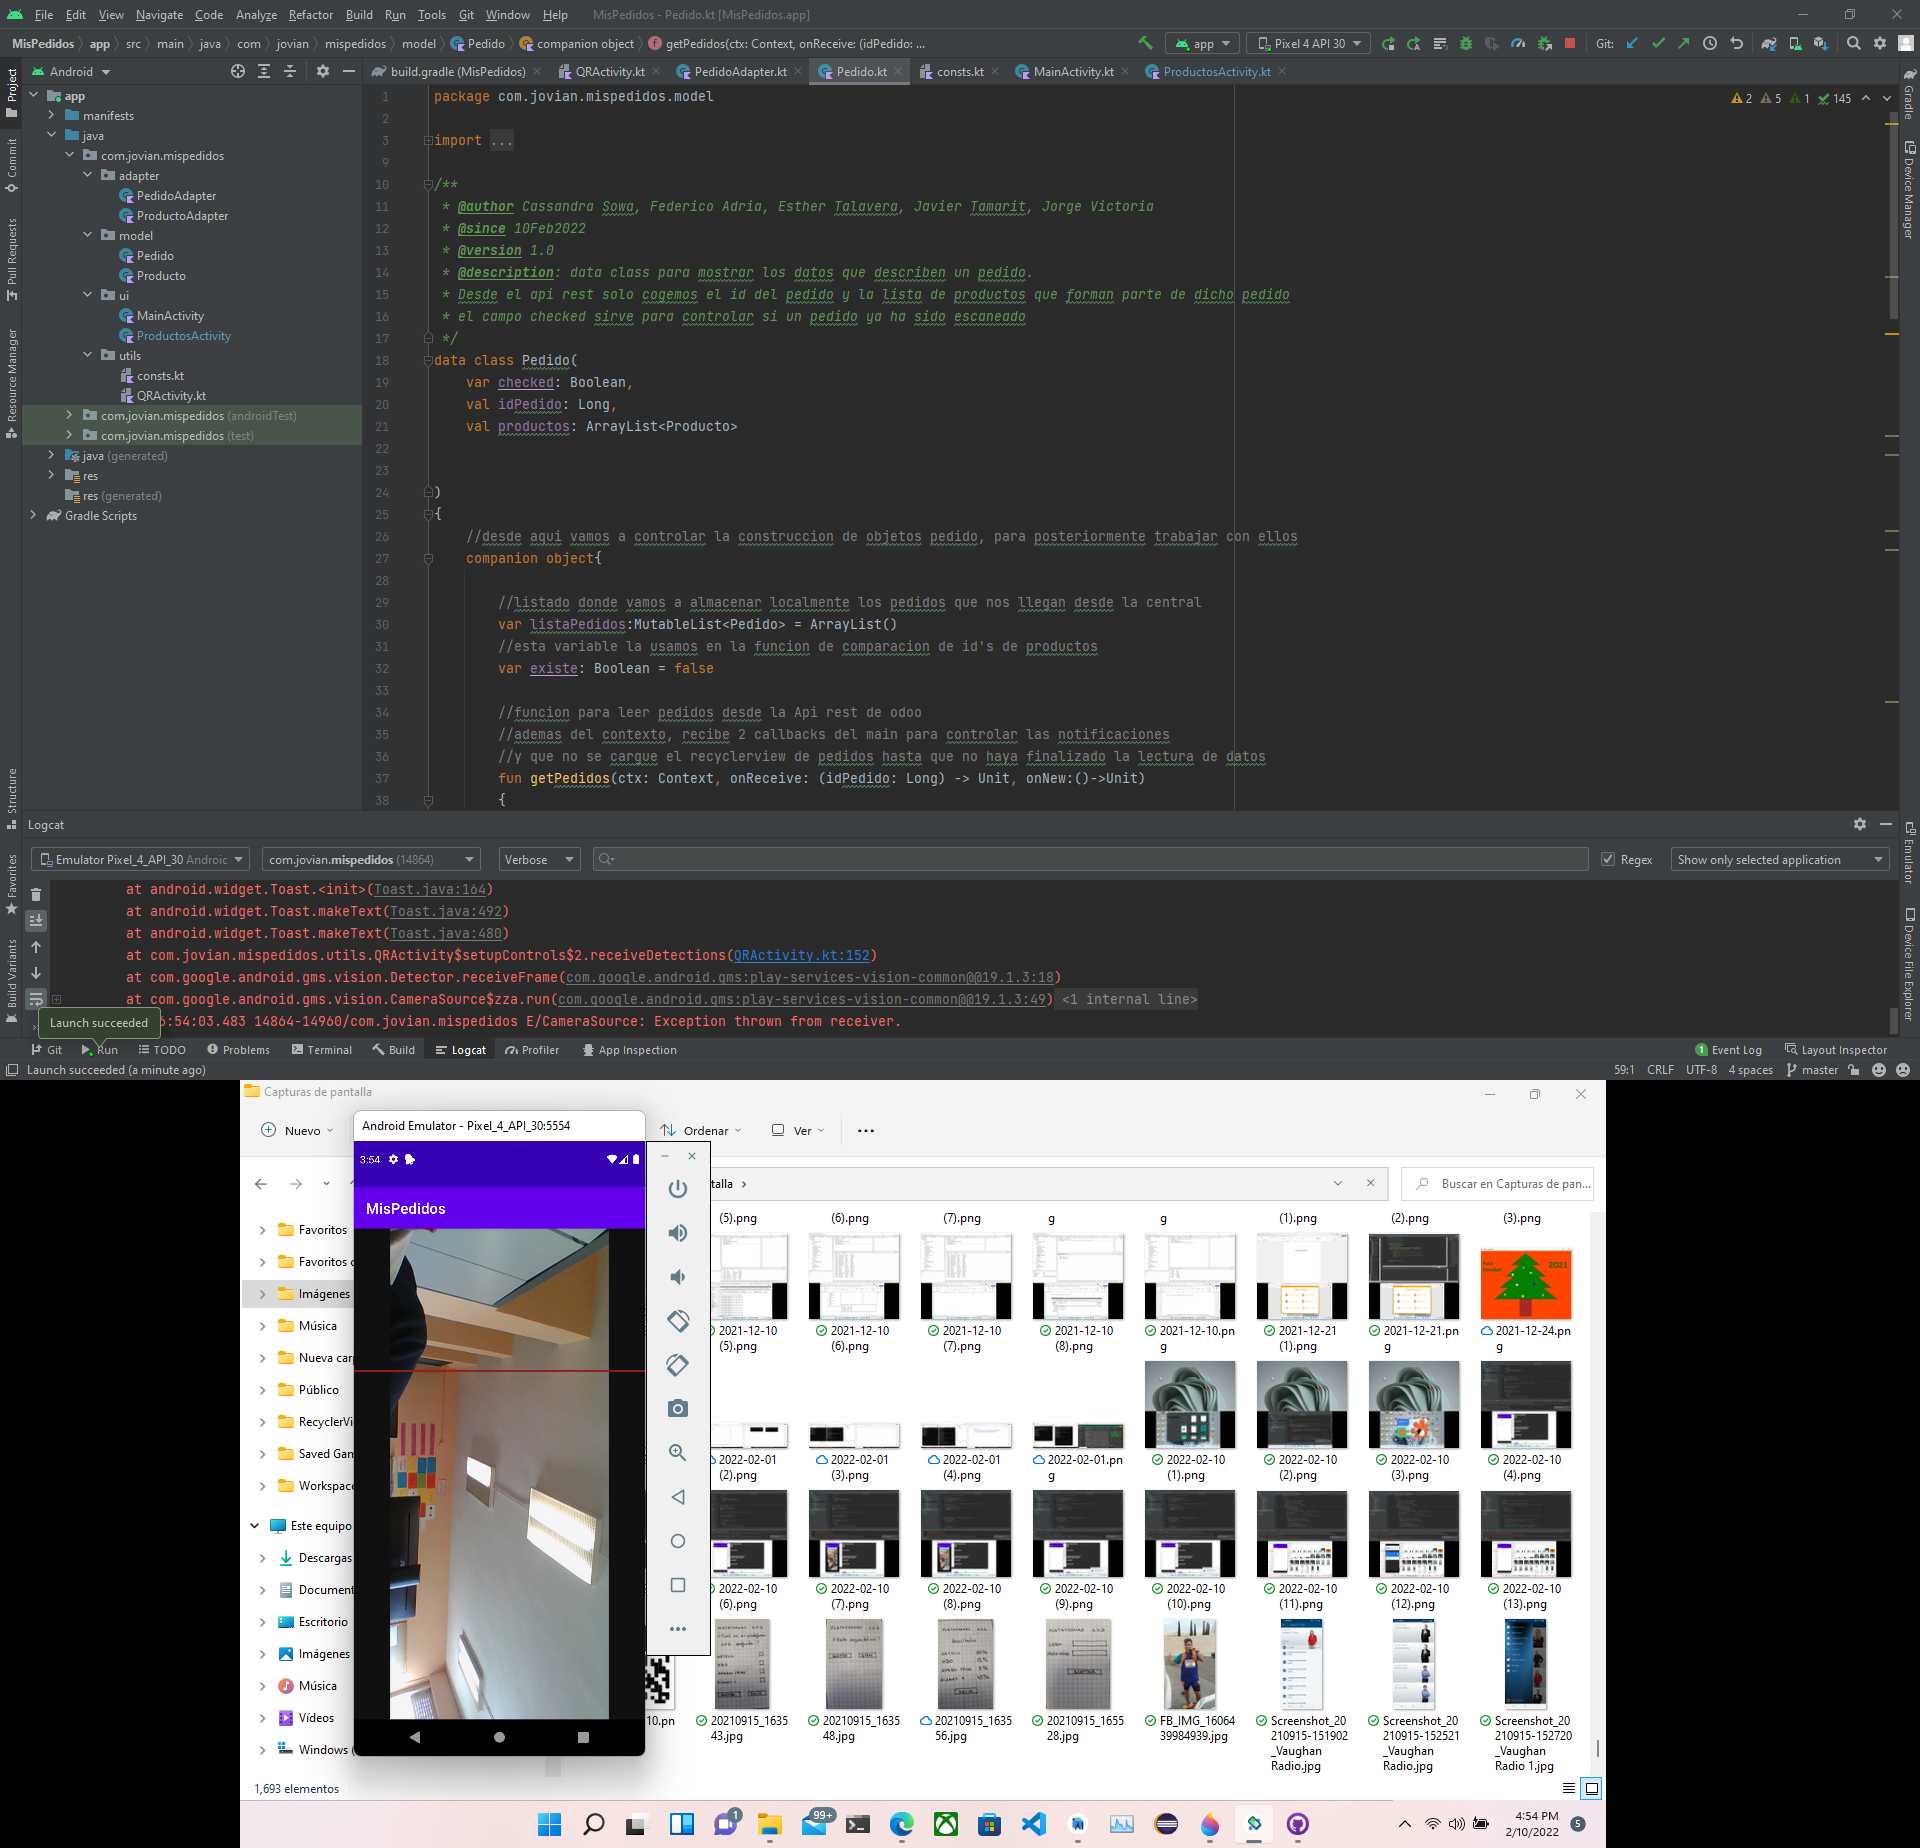 File Edit View Navigate Code Analyze Refactor Build Run Tools Git Window Help MisPedidos - Pedido.kt [MisPedidos.app]
MisPedidos app src main java com jovian mispedidos model Pedido companion object getPedidos(ctx: Context, onReceive: (idPedido: ...
app Pixel 4 API 30 Git:
Android
build.gradle (MisPedidos) QRActivity.kt PedidoAdapter.kt Pedido.kt consts.kt MainActivity.kt ProductosActivity.kt
Project
Commit
Pull Requests
Resource Manager
Structure
Favorites
Build Variants
app
manifests
java
com.jovian.mispedidos
adapter
PedidoAdapter
ProductoAdapter
model
Pedido
Producto
ui
MainActivity
ProductosActivity
utils
consts.kt
QRActivity.kt
com.jovian.mispedidos (androidTest)
com.jovian.mispedidos (test)
java (generated)
res
res (generated)
Gradle Scripts
2 5 1 145
1 package com.jovian.mispedidos.model
2
3 import ...
9
10 /**
11 * @author Cassandra Sowa, Federico Adria, Esther Talavera, Javier Tamarit, Jorge Victoria
12 * @since 10Feb2022
13 * @version 1.0
14 * @description: data class para mostrar los datos que describen un pedido.
15 * Desde el api rest solo cogemos el id del pedido y la lista de productos que forman parte de dicho pedido
16 * el campo checked sirve para controlar si un pedido ya ha sido escaneado
17 */
18 data class Pedido(
19 var checked: Boolean,
20 val idPedido: Long,
21 val productos: ArrayList<Producto>
22
23
24 )
25 {
26 //desde aqui vamos a controlar la construccion de objetos pedido, para posteriormente trabajar con ellos
27 companion object{
28
29 //listado donde vamos a almacenar localmente los pedidos que nos llegan desde la central
30 var listaPedidos:MutableList<Pedido> = ArrayList()
31 //esta variable la usamos en la funcion de comparacion de id's de productos
32 var existe: Boolean = false
33
34 //funcion para leer pedidos desde la Api rest de odoo
35 //ademas del contexto, recibe 2 callbacks del main para controlar las notificaciones
36 //y que no se cargue el recyclerview de pedidos hasta que no haya finalizado la lectura de datos
37 fun getPedidos(ctx: Context, onReceive: (idPedido: Long) -> Unit, onNew:()->Unit)
38 {
Gradle
Device Manager
Emulator
Device File Explorer
Logcat
Emulator Pixel_4_API_30 Androic com.jovian.mispedidos (14864) Verbose Regex Show only selected application
at android.widget.Toast.<init>(Toast.java:164)
at android.widget.Toast.makeText(Toast.java:492)
at android.widget.Toast.makeText(Toast.java:480)
at com.jovian.mispedidos.utils.QRActivity$setupControls$2.receiveDetections(QRActivity.kt:152)
at com.google.android.gms.vision.Detector.receiveFrame(com.google.android.gms:play-services-vision-common@@19.1.3:18)
at com.google.android.gms.vision.CameraSource$zza.run(com.google.android.gms:play-services-vision-common@@19.1.3:49) <1 internal line>
6:54:03.483 14864-14960/com.jovian.mispedidos E/CameraSource: Exception thrown from receiver.
Launch succeeded
Git Run TODO Problems Terminal Build Logcat Profiler App Inspection 1 Event Log Layout Inspector
Launch succeeded (a minute ago) 59:1 CRLF UTF-8 4 spaces master
Capturas de pantalla
Nuevo Ordenar Ver
Android Emulator - Pixel_4_API_30:5554
3:54
MisPedidos
talla
Buscar en Capturas de pan...
Favoritos
Favoritos c
Imágenes
Música
Nueva carp
Público
RecyclerVi
Saved Gam
Workspace
Este equipo
Descargas
Document
Escritorio
Imágenes
Música
Vídeos
Windows (
(5).png (6).png (7).png g g (1).png (2).png (3).png
2021
2021-12-10 (5).png
2021-12-10 (6).png
2021-12-10 (7).png
2021-12-10 (8).png
2021-12-10.png
2021-12-21 (1).png
2021-12-21.png
2021-12-24.png
2022-02-01 (2).png
2022-02-01 (3).png
2022-02-01 (4).png
2022-02-01.png
2022-02-10 (1).png
2022-02-10 (2).png
2022-02-10 (3).png
2022-02-10 (4).png
2022-02-10 (6).png
2022-02-10 (7).png
2022-02-10 (8).png
2022-02-10 (9).png
2022-02-10 (10).png
2022-02-10 (11).png
2022-02-10 (12).png
2022-02-10 (13).png
10.pn
20210915_163543.jpg
20210915_163548.jpg
20210915_163556.jpg
20210915_165528.jpg
FB_IMG_1606439984939.jpg
Screenshot_20210915-151902_Vaughan Radio.jpg
Screenshot_20210915-152521_Vaughan Radio.jpg
Screenshot_20210915-152720_Vaughan Radio 1.jpg
1,693 elementos
1 99+
4:54 PM
2/10/2022
5